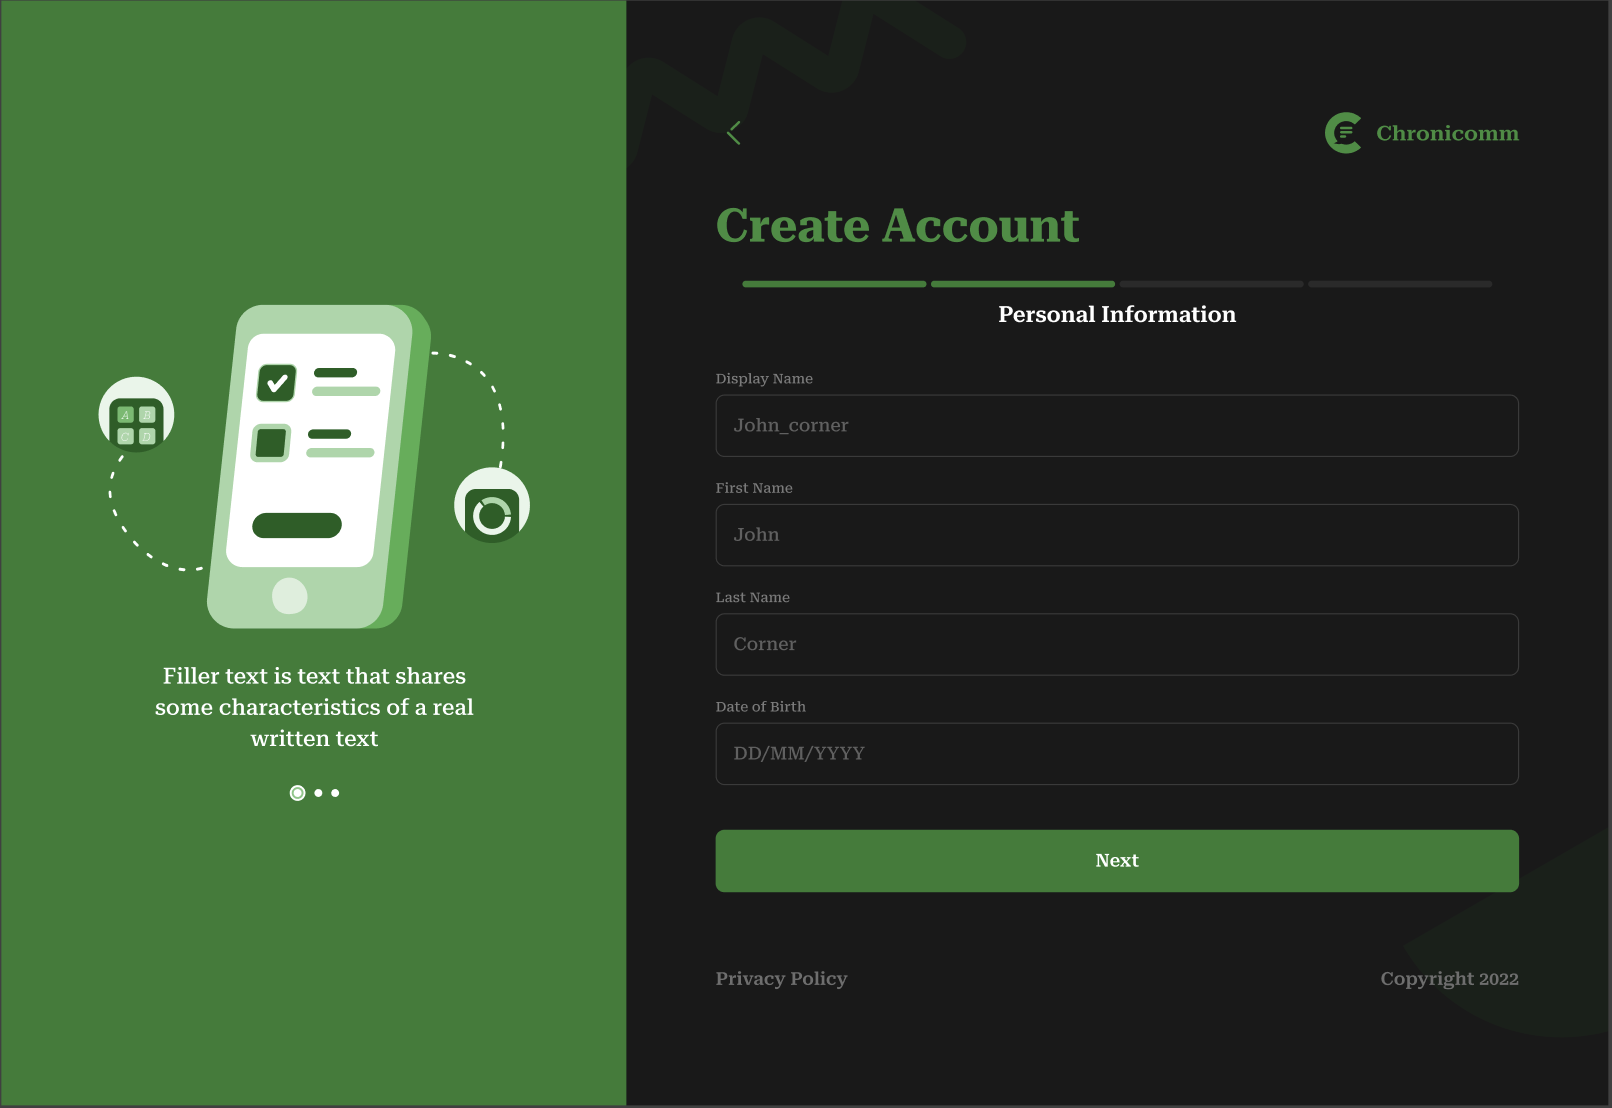 A B
C D
Filler text is text that shares
some characteristics of a real
written text
Chronicomm
Create Account
Personal Information
Display Name
John_corner
First Name
John
Last Name
Corner
Date of Birth
DD/MM/YYYY
Next
Privacy Policy
Copyright 2022